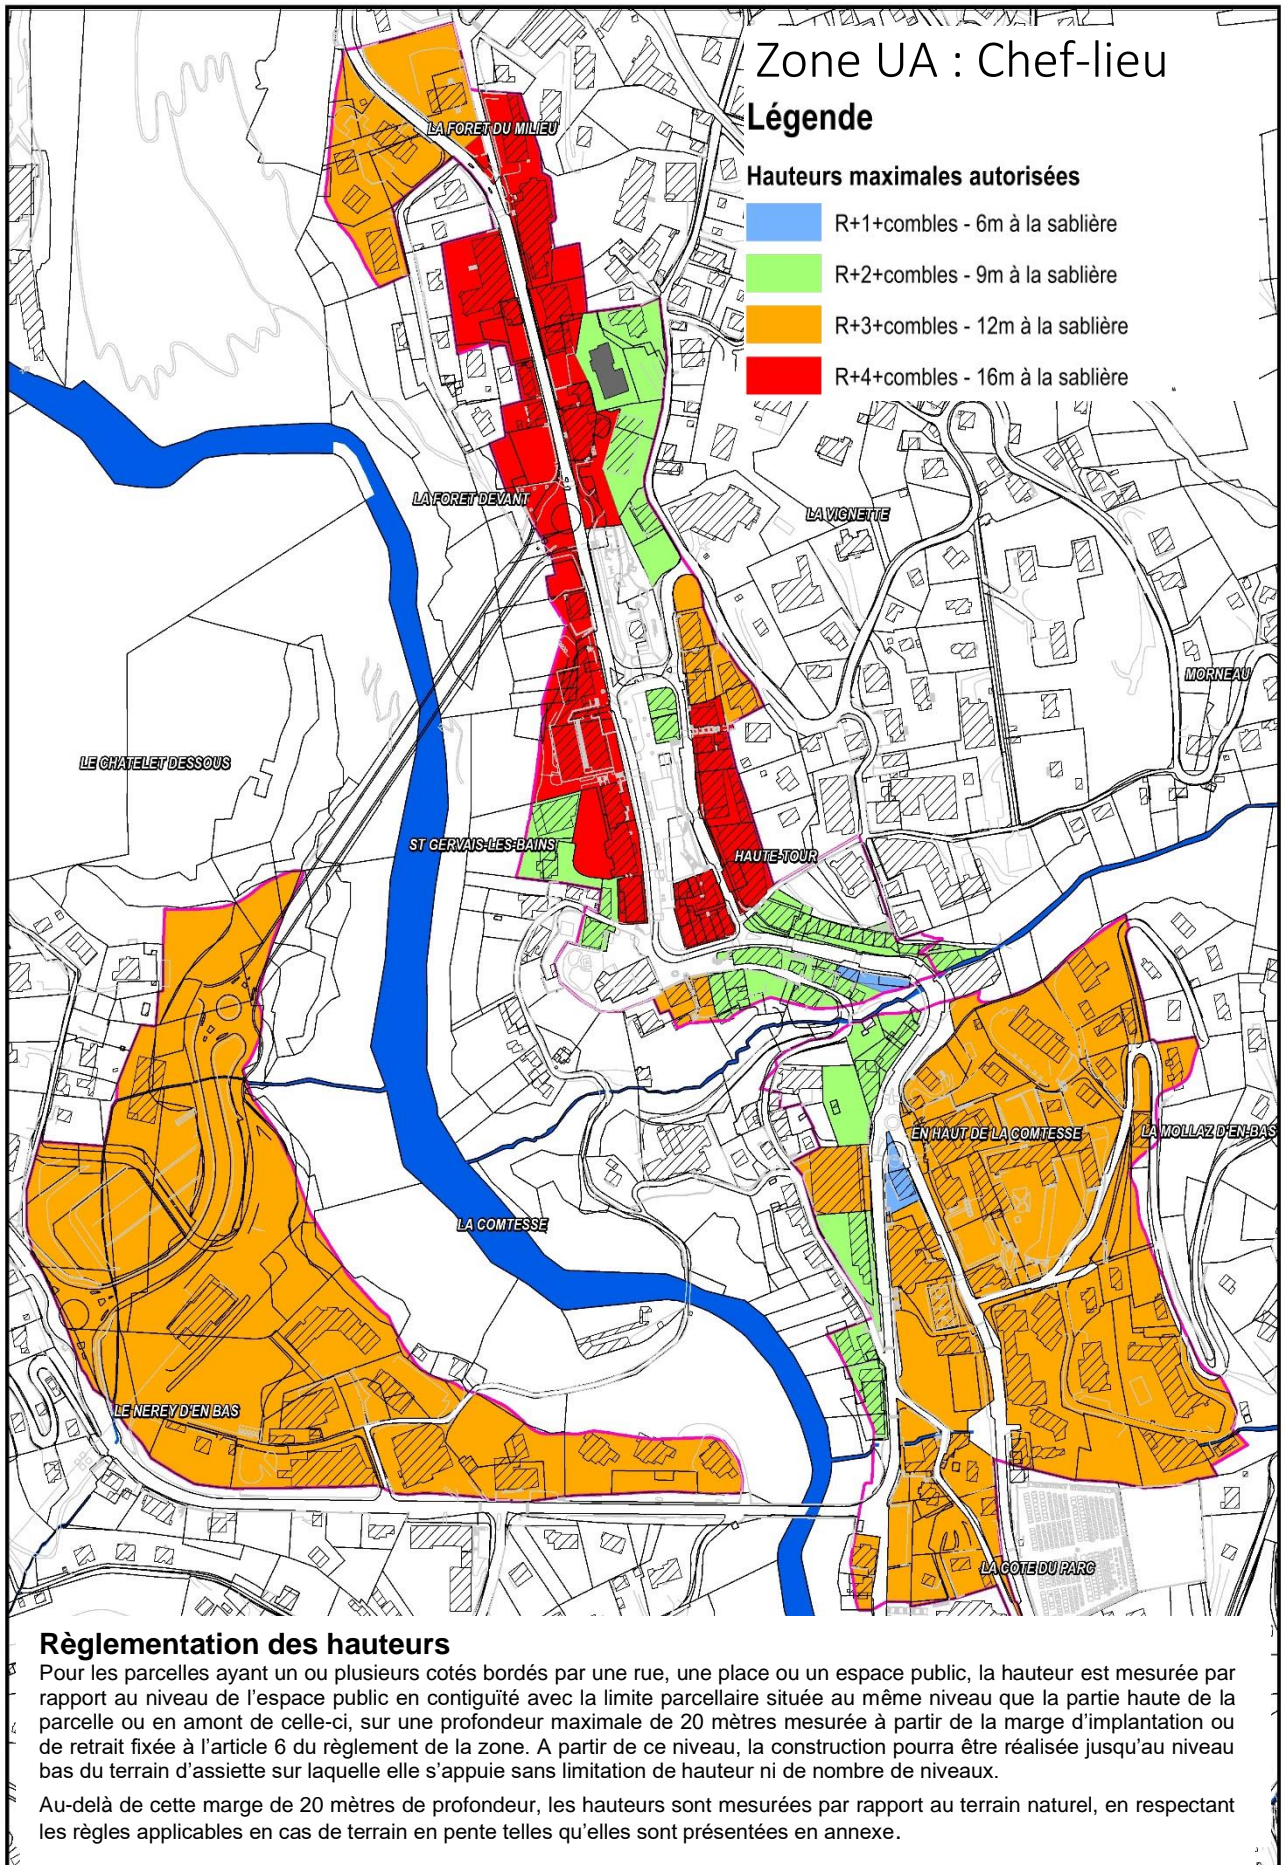 Zone UA : Chef-lieu
Légende
Hauteurs maximales autorisées
R+1+combles - 6m à la sablière
R+2+combles - 9m à la sablière
R+3+combles - 12m à la sablière
R+4+combles - 16m à la sablière
LA FORET DU MILIEU
LA FORET DEVANT
LA VIGNETTE
MORNEAU
LE CHATELET DESSOUS
ST GERVAIS-LES-BAINS
HAUTE-TOUR
EN HAUT DE LA COMTESSE
LA MOLLAZ D'EN-BAS
LA COMTESSE
LE NEREY D'EN BAS
LA COTE DU PARC
Règlementation des hauteurs
Pour les parcelles ayant un ou plusieurs cotés bordés par une rue, une place ou un espace public, la hauteur est mesurée par
rapport au niveau de l'espace public en contiguïté avec la limite parcellaire située au même niveau que la partie haute de la
parcelle ou en amont de celle-ci, sur une profondeur maximale de 20 mètres mesurée à partir de la marge d'implantation ou
de retrait fixée à l'article 6 du règlement de la zone. A partir de ce niveau, la construction pourra être réalisée jusqu'au niveau
bas du terrain d'assiette sur laquelle elle s'appuie sans limitation de hauteur ni de nombre de niveaux.
Au-delà de cette marge de 20 mètres de profondeur, les hauteurs sont mesurées par rapport au terrain naturel, en respectant
les règles applicables en cas de terrain en pente telles qu'elles sont présentées en annexe.